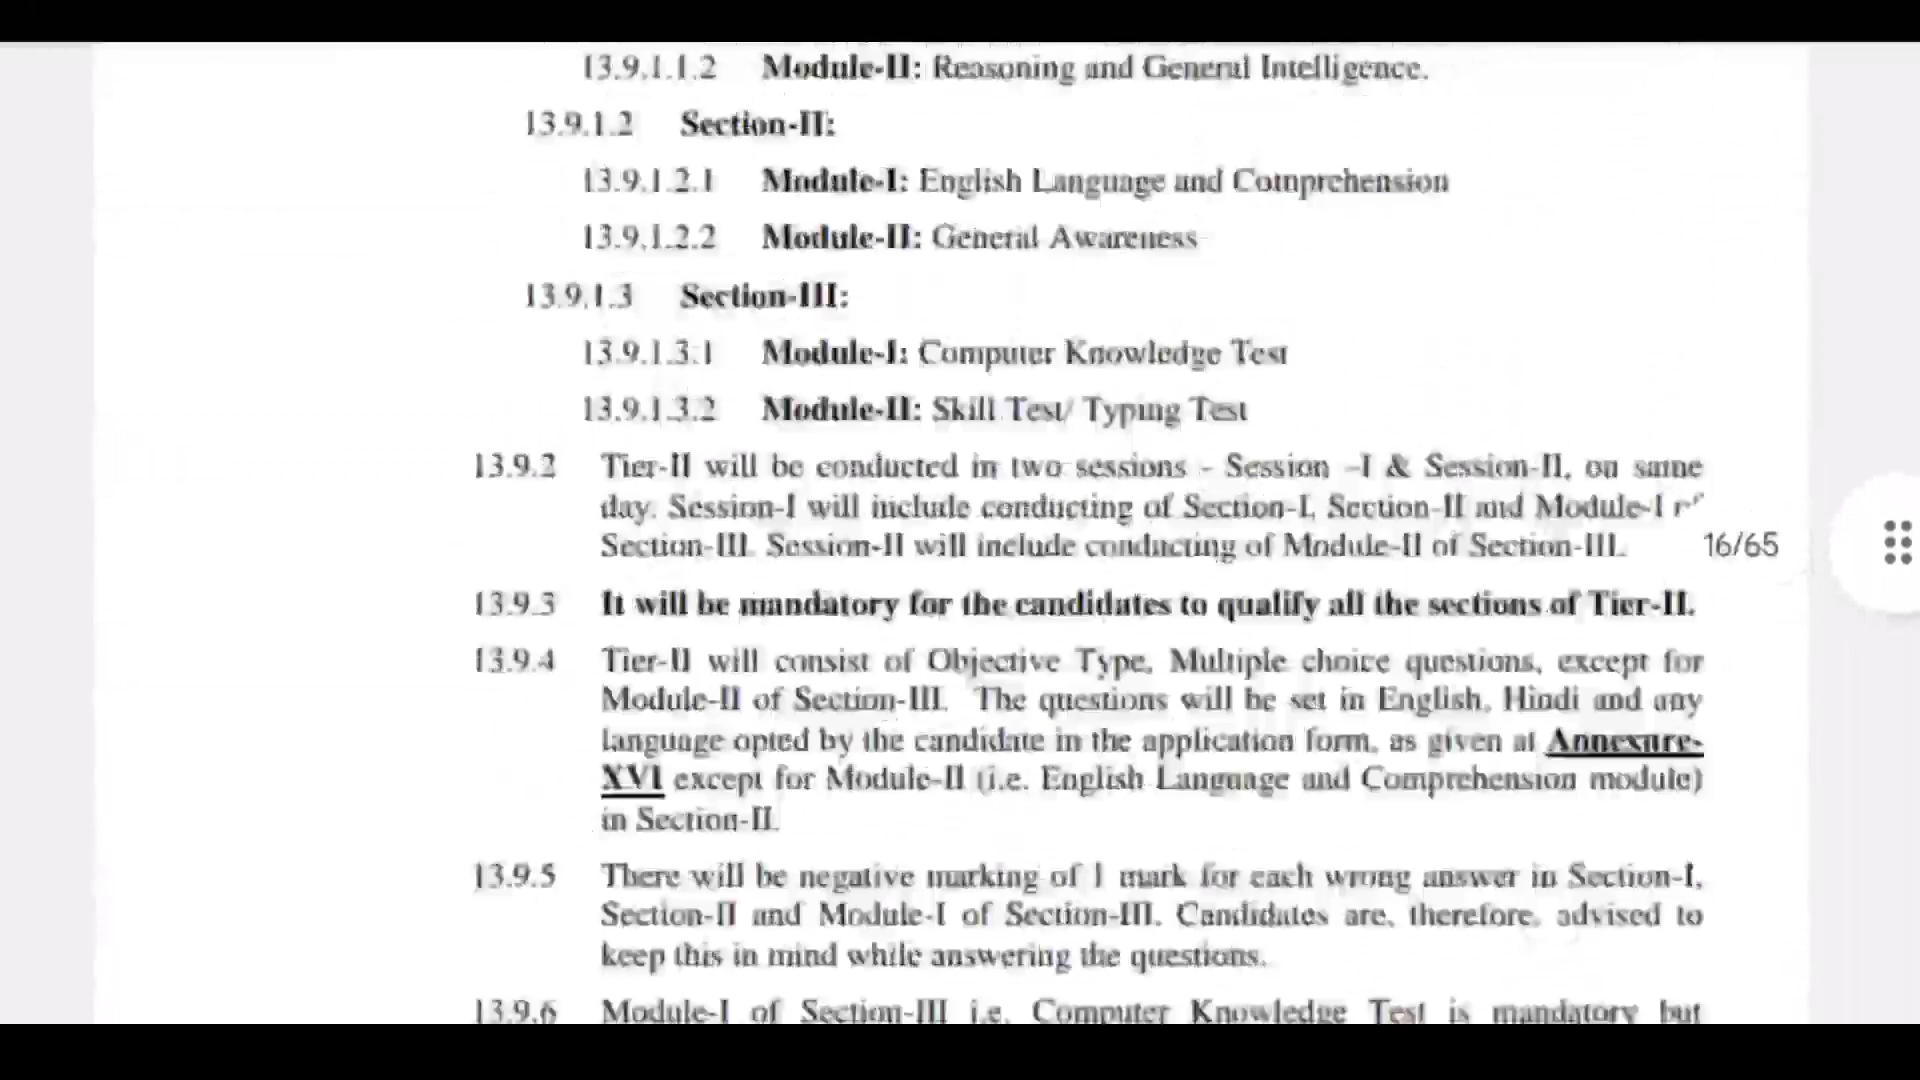 13.9.1.1.2 Module-II: Reasoning and General Intelligence.
13.9.1.2 Section-II:
13.9.1.2.1 Module-I: English Language and Comprehension
13.9.1.2.2 Module-II: General Awareness
13.9.1.3 Section-III:
13.9.1.3.1 Module-I: Computer Knowledge Test
13.9.1.3.2 Module-II: Skill Test/ Typing Test
13.9.2 Tier-II will be conducted in two sessions - Session –I & Session-II, on same
day. Session-I will include conducting of Section-I, Section-II and Module-I of
Section-III. Session-II will include conducting of Module-II of Section-III.
16/65
13.9.3 It will be mandatory for the candidates to qualify all the sections of Tier-II.
13.9.4 Tier-II will consist of Objective Type, Multiple choice questions, except for
Module-II of Section-III. The questions will be set in English, Hindi and any
language opted by the candidate in the application form, as given at Annexure-
XVI except for Module-II (i.e. English Language and Comprehension module)
in Section-II.
13.9.5 There will be negative marking of 1 mark for each wrong answer in Section-I,
Section-II and Module-I of Section-III. Candidates are, therefore, advised to
keep this in mind while answering the questions.
13.9.6 Module-I of Section-III i.e. Computer Knowledge Test is mandatory but